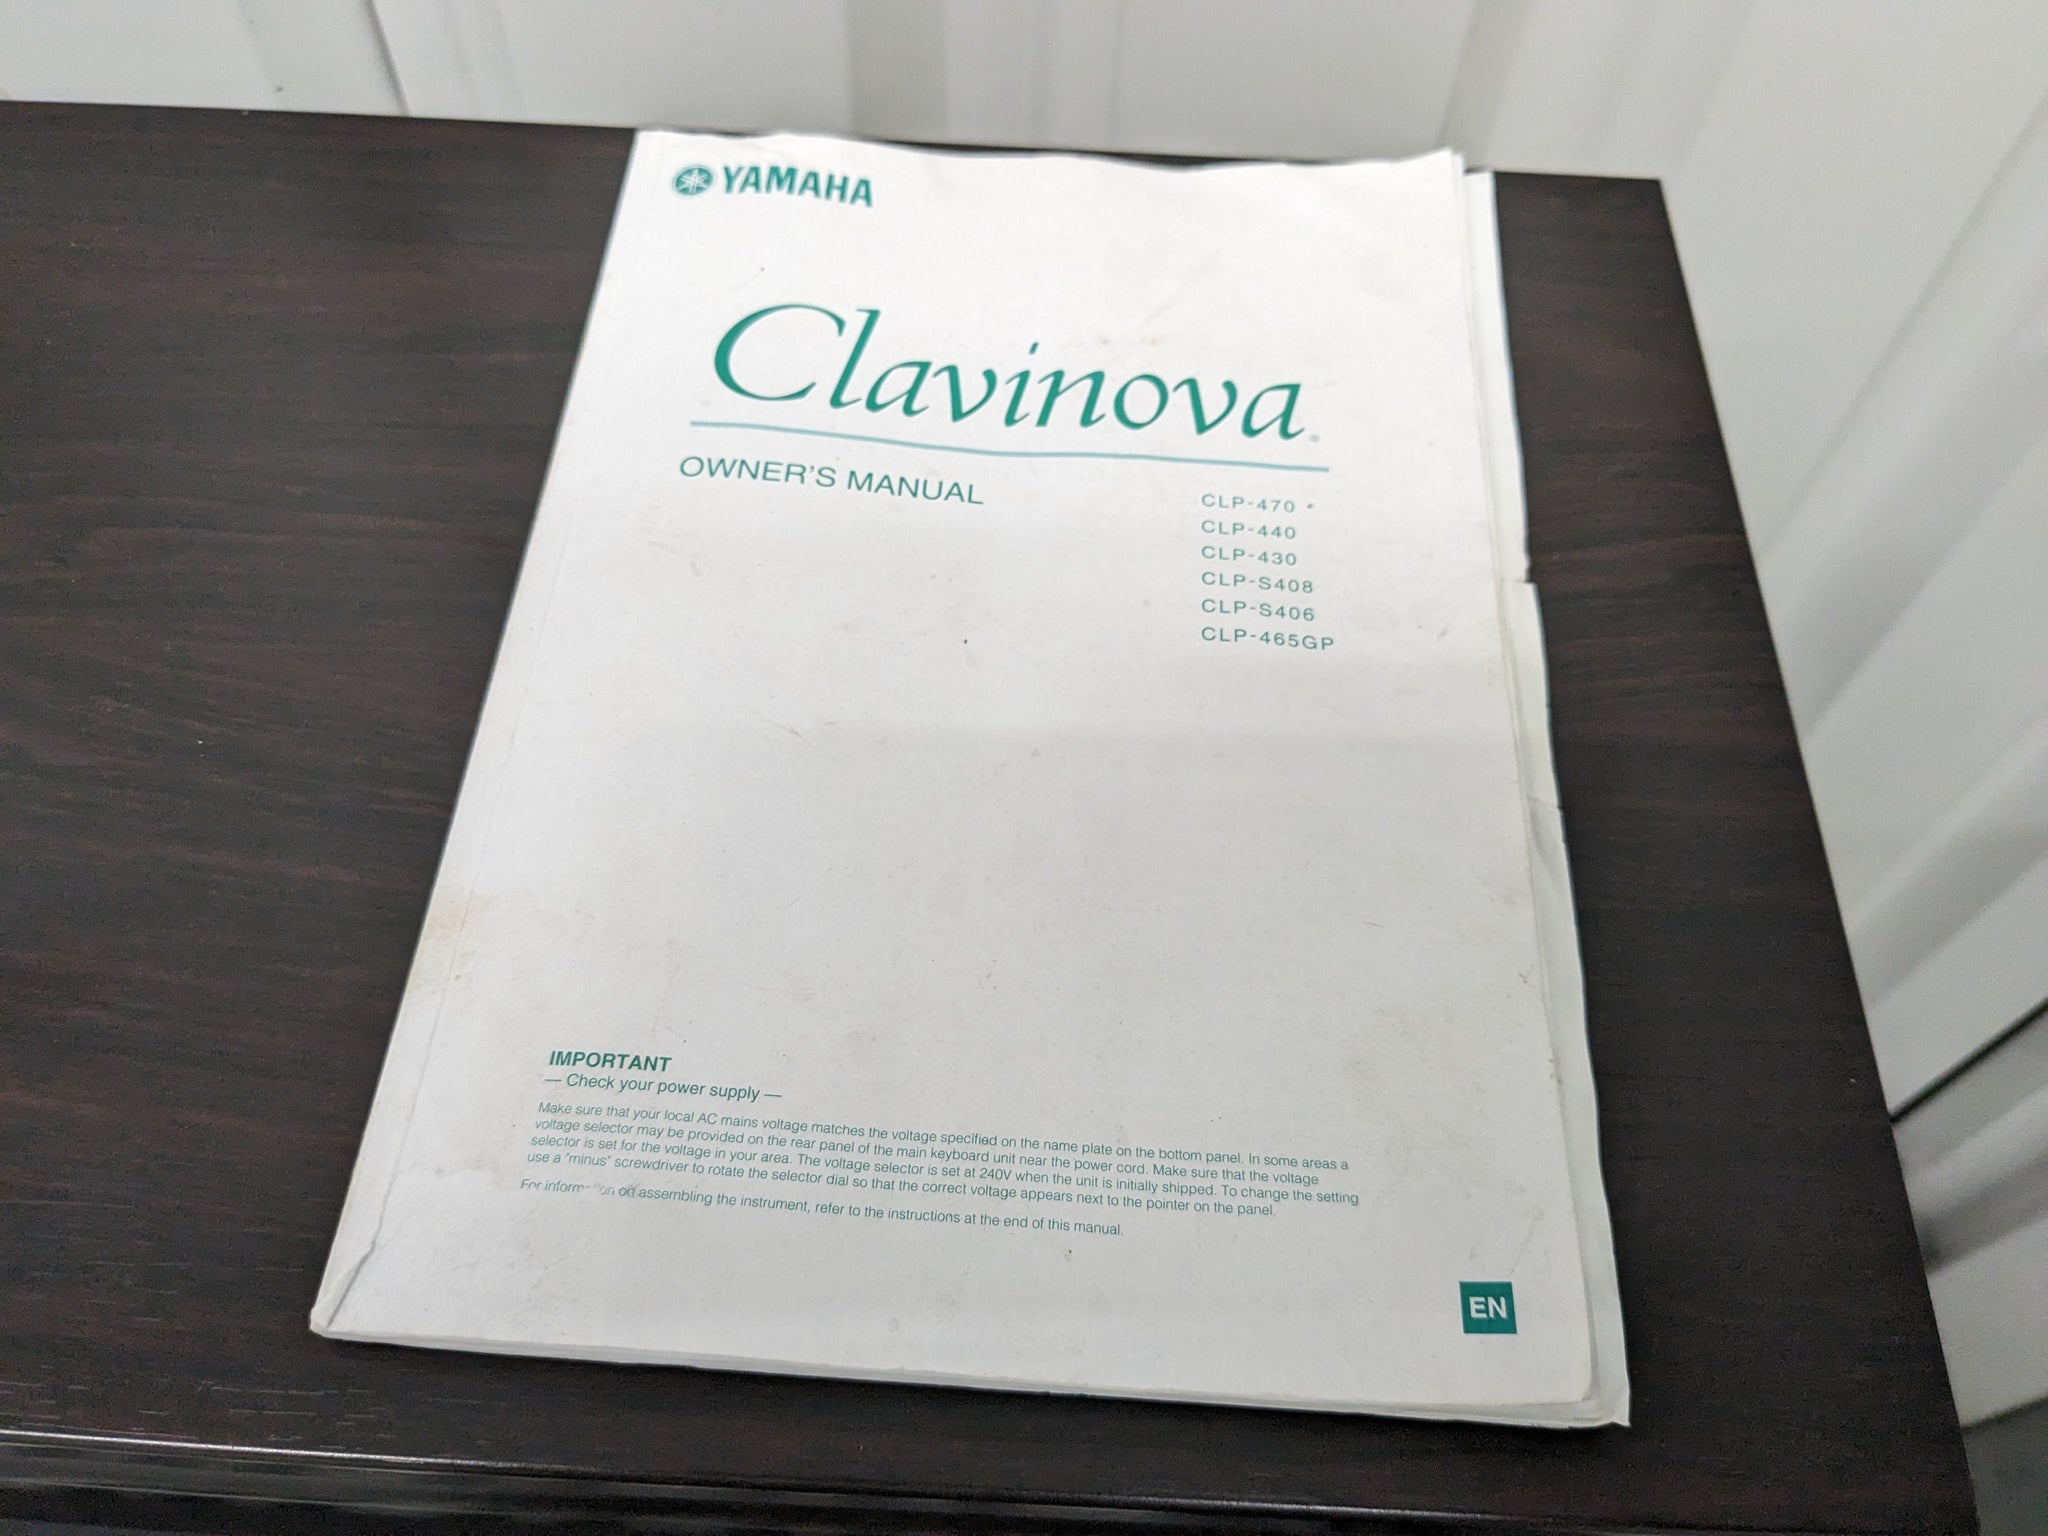 YAMAHA
Clavinova®
OWNER'S MANUAL
CLP-470
CLP-440
CLP-430
CLP-S408
CLP-S406
CLP-465GP
IMPORTANT
— Check your power supply —
Make sure that your local AC mains voltage matches the voltage specified on the name plate on the bottom panel. In some areas a
voltage selector may be provided on the rear panel of the main keyboard unit near the power cord. Make sure that the voltage
selector is set for the voltage in your area. The voltage selector is set at 240V when the unit is initially shipped. To change the setting
use a "minus" screwdriver to rotate the selector dial so that the correct voltage appears next to the pointer on the panel.
For information on assembling the instrument, refer to the instructions at the end of this manual.
EN